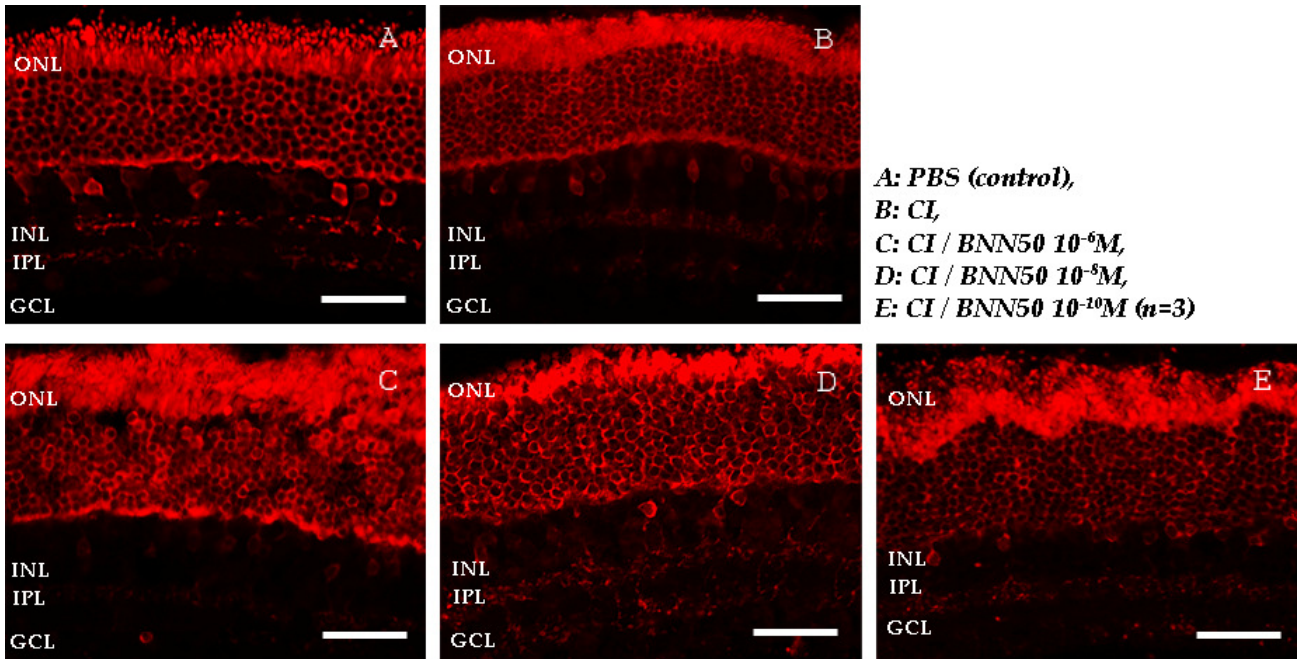 A
ONL
INL
IPL
GCL
B
ONL
INL
IPL
GCL
A: PBS (control),
B: CI,
C: CI / BNN50 10⁻⁶M,
D: CI / BNN50 10⁻⁸M,
E: CI / BNN50 10⁻¹⁰M (n=3)
C
ONL
INL
IPL
GCL
D
ONL
INL
IPL
GCL
E
ONL
INL
IPL
GCL